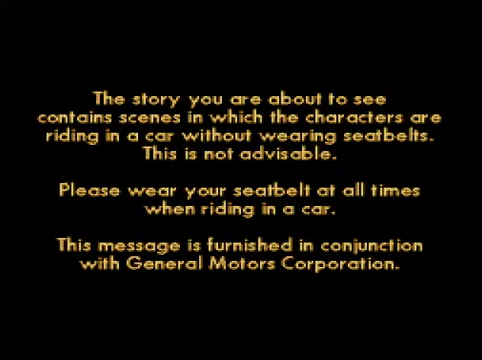 The story you are about to see
contains scenes in which the characters are
riding in a car without wearing seatbelts.
This is not advisable.
Please wear your seatbelt at all times
when riding in a car.
This message is furnished in conjunction
with General Motors Corporation.